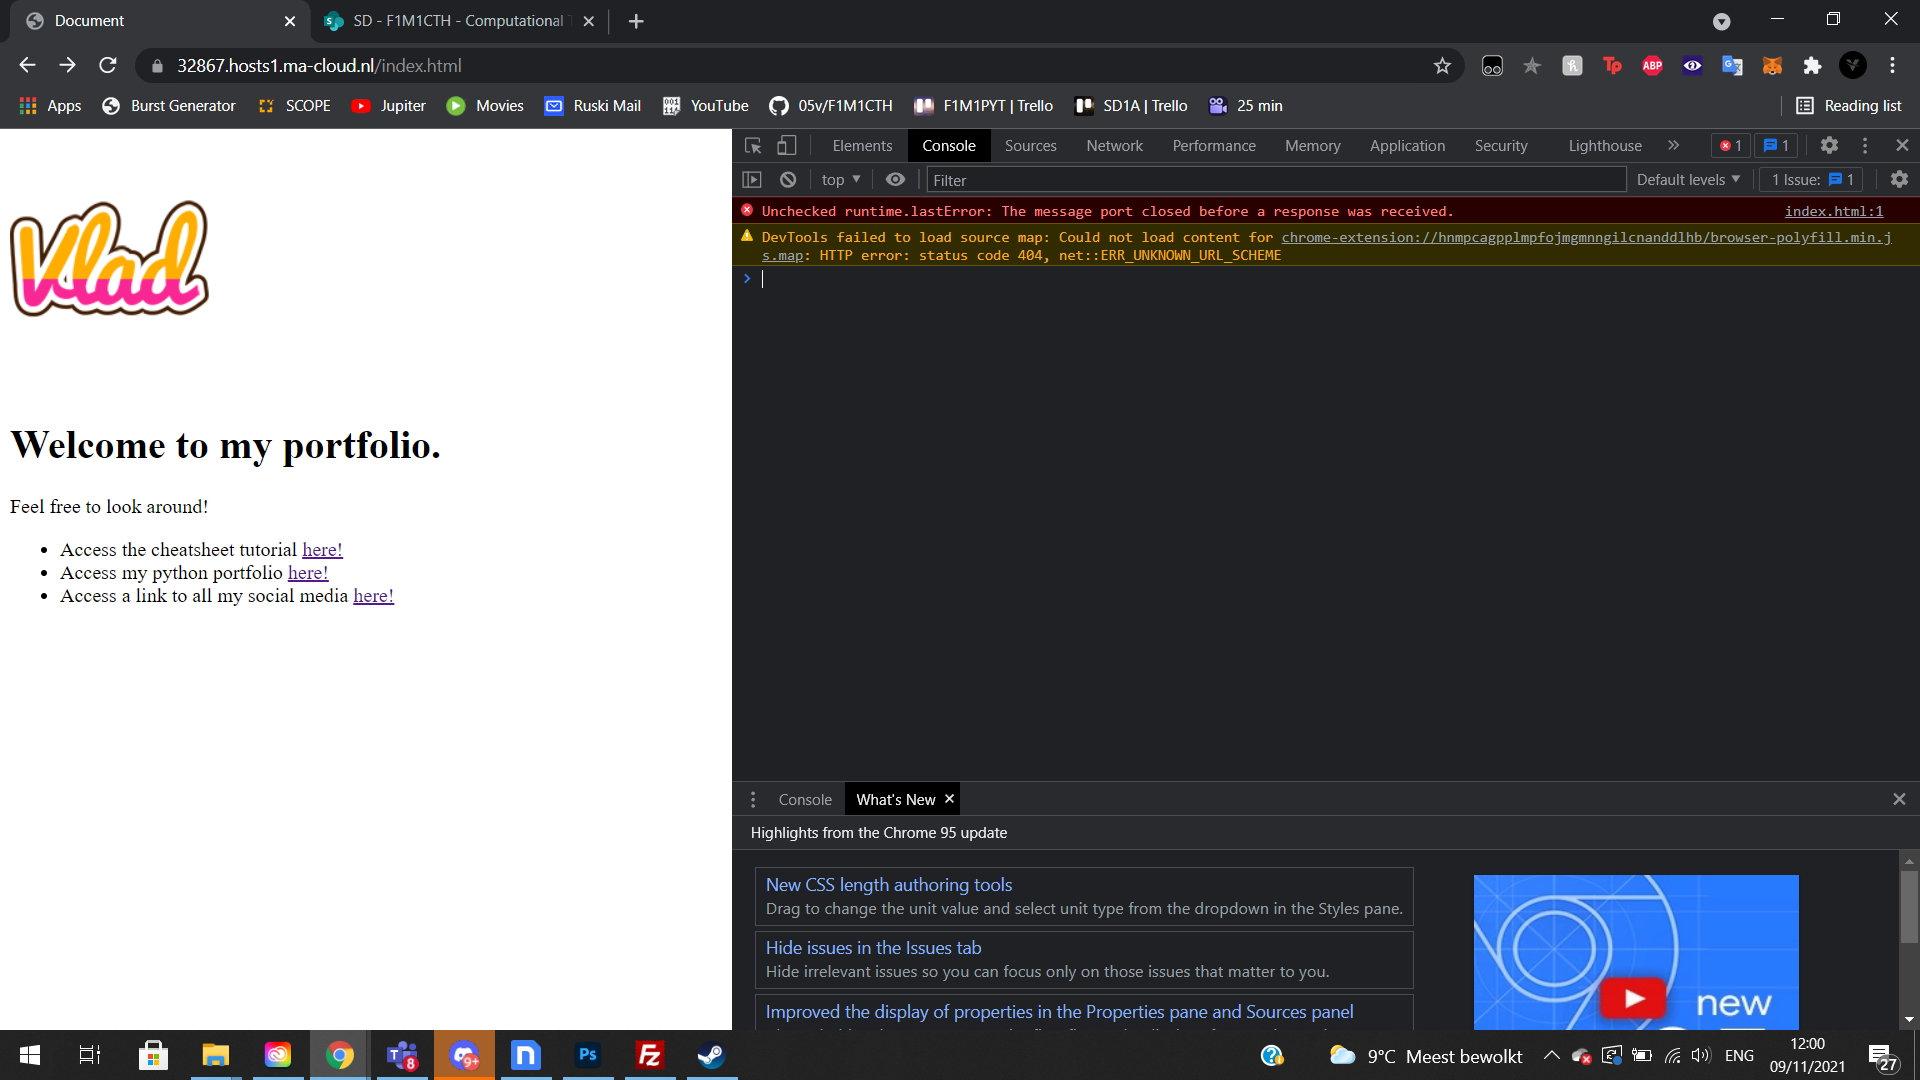 Document
SD - F1M1CTH - Computational
32867.hosts1.ma-cloud.nl/index.html
Apps
Burst Generator
SCOPE
Jupiter
Movies
Ruski Mail
YouTube
05v/F1M1CTH
F1M1PYT | Trello
SD1A | Trello
25 min
Reading list
Vlad
Welcome to my portfolio.
Feel free to look around!
• Access the cheatsheet tutorial here!
• Access my python portfolio here!
• Access a link to all my social media here!
Elements
Console
Sources
Network
Performance
Memory
Application
Security
Lighthouse
1
1
top
Filter
Default levels
1 Issue: 1
Unchecked runtime.lastError: The message port closed before a response was received.
index.html:1
DevTools failed to load source map: Could not load content for chrome-extension://hnmpcagpplmpfojmgmnngilcnanddlhb/browser-polyfill.min.j
s.map: HTTP error: status code 404, net::ERR_UNKNOWN_URL_SCHEME
Console
What's New
Highlights from the Chrome 95 update
New CSS length authoring tools
Drag to change the unit value and select unit type from the dropdown in the Styles pane.
Hide issues in the Issues tab
Hide irrelevant issues so you can focus only on those issues that matter to you.
Improved the display of properties in the Properties pane and Sources panel
new
9°C Meest bewolkt
ENG
12:00
09/11/2021
27